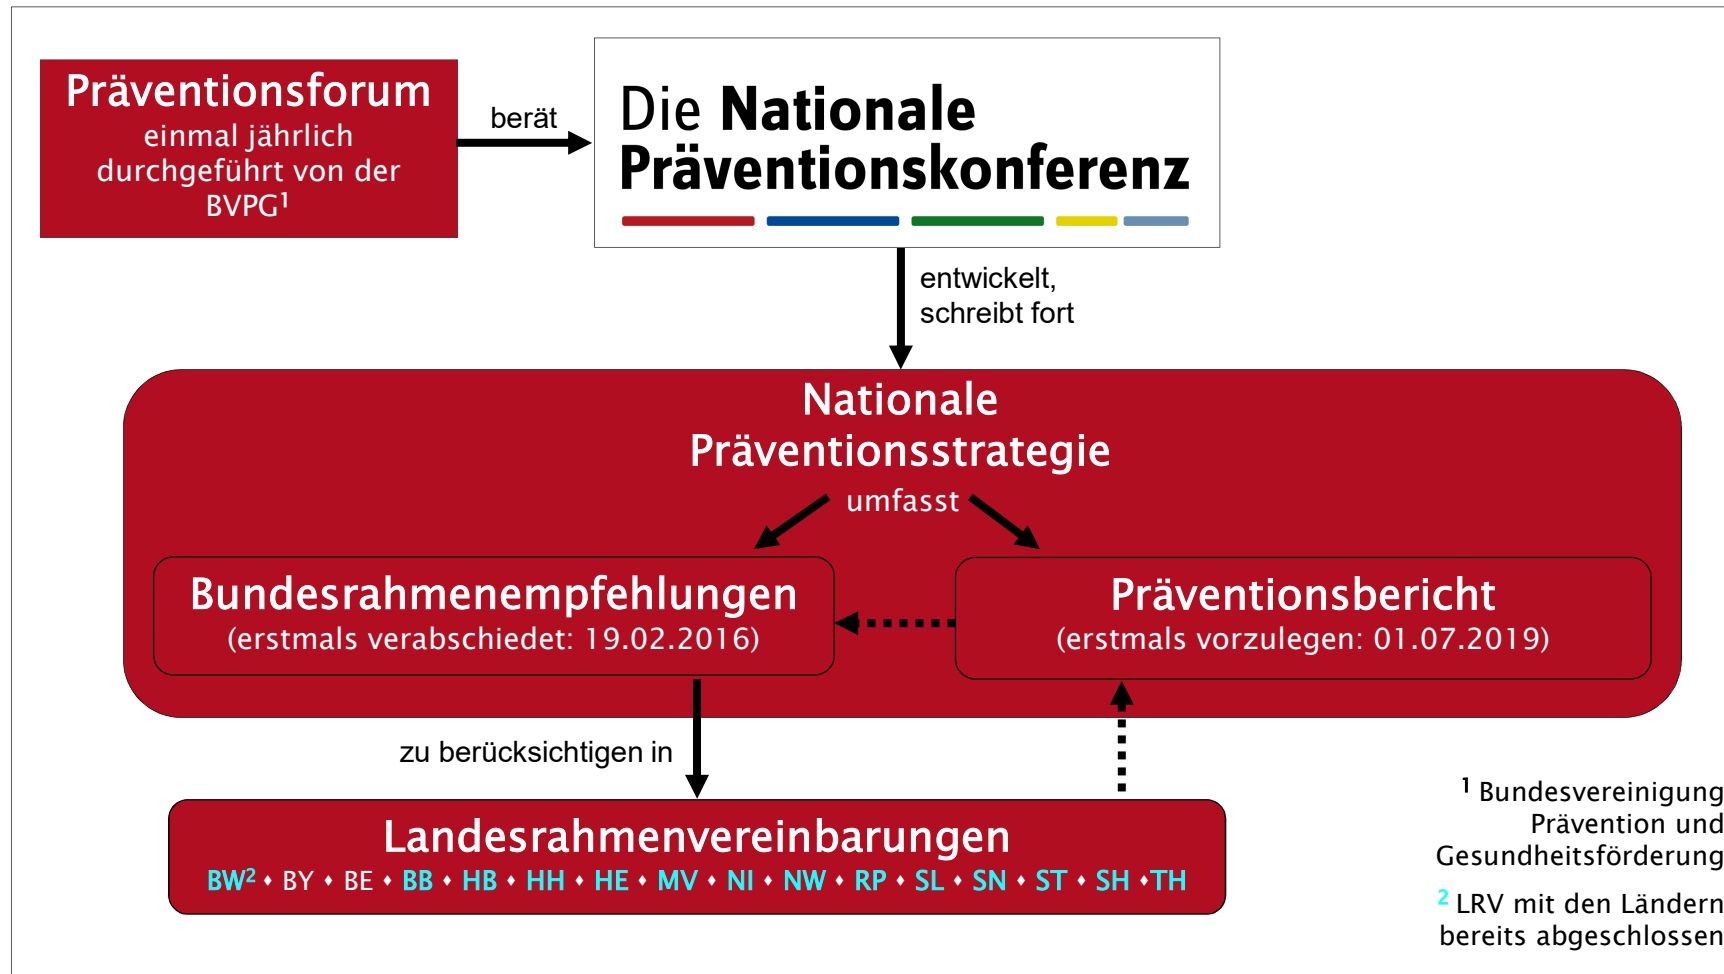 Präventionsforum
einmal jährlich
durchgeführt von der
BVPG¹
berät
Die Nationale
Präventionskonferenz
entwickelt,
schreibt fort
Nationale
Präventionsstrategie
umfasst
Bundesrahmenempfehlungen
(erstmals verabschiedet: 19.02.2016)
Präventionsbericht
(erstmals vorzulegen: 01.07.2019)
zu berücksichtigen in
Landesrahmenvereinbarungen
BW² ♦ BY ♦ BE ♦ BB ♦ HB ♦ HH ♦ HE ♦ MV ♦ NI ♦ NW ♦ RP ♦ SL ♦ SN ♦ ST ♦ SH ♦TH
¹ Bundesvereinigung
Prävention und
Gesundheitsförderung
² LRV mit den Ländern
bereits abgeschlossen